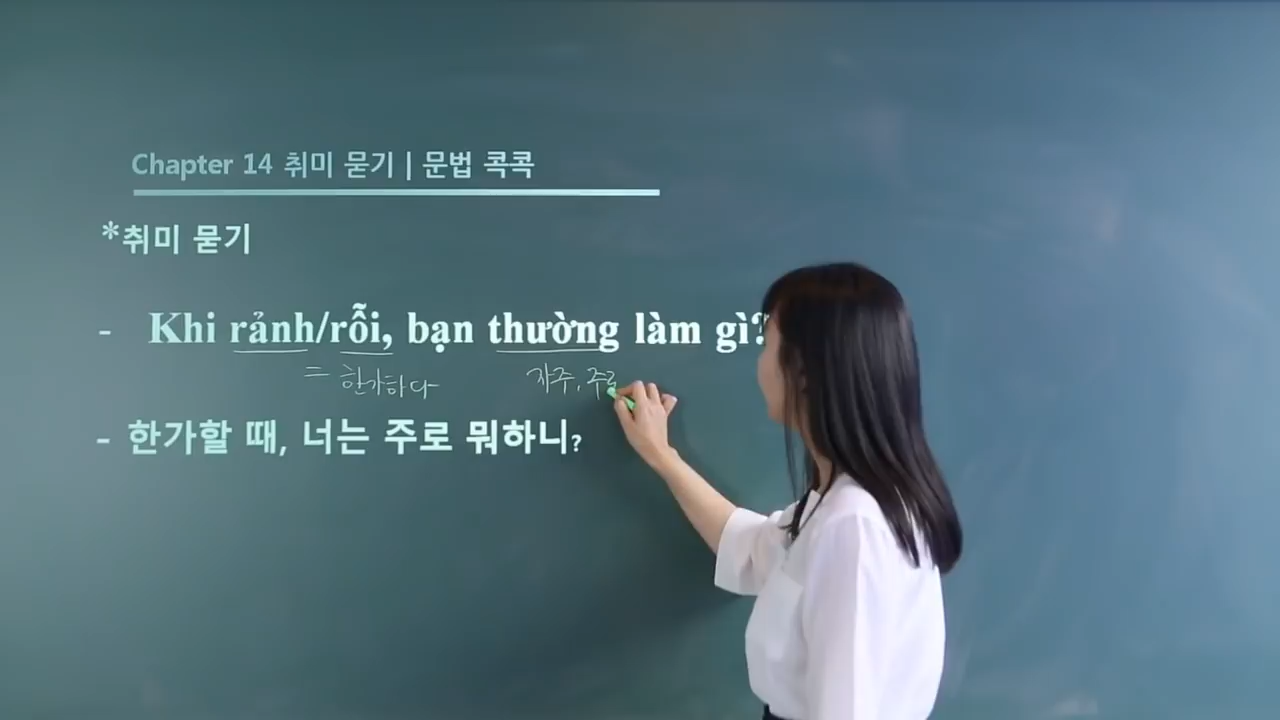 Chapter 14 취미 묻기 | 문법 콕콕
*취미 묻기
- Khi rảnh/rỗi, bạn thường làm gì?
= 한가하다 자주, 주로
- 한가할 때, 너는 주로 뭐하니?